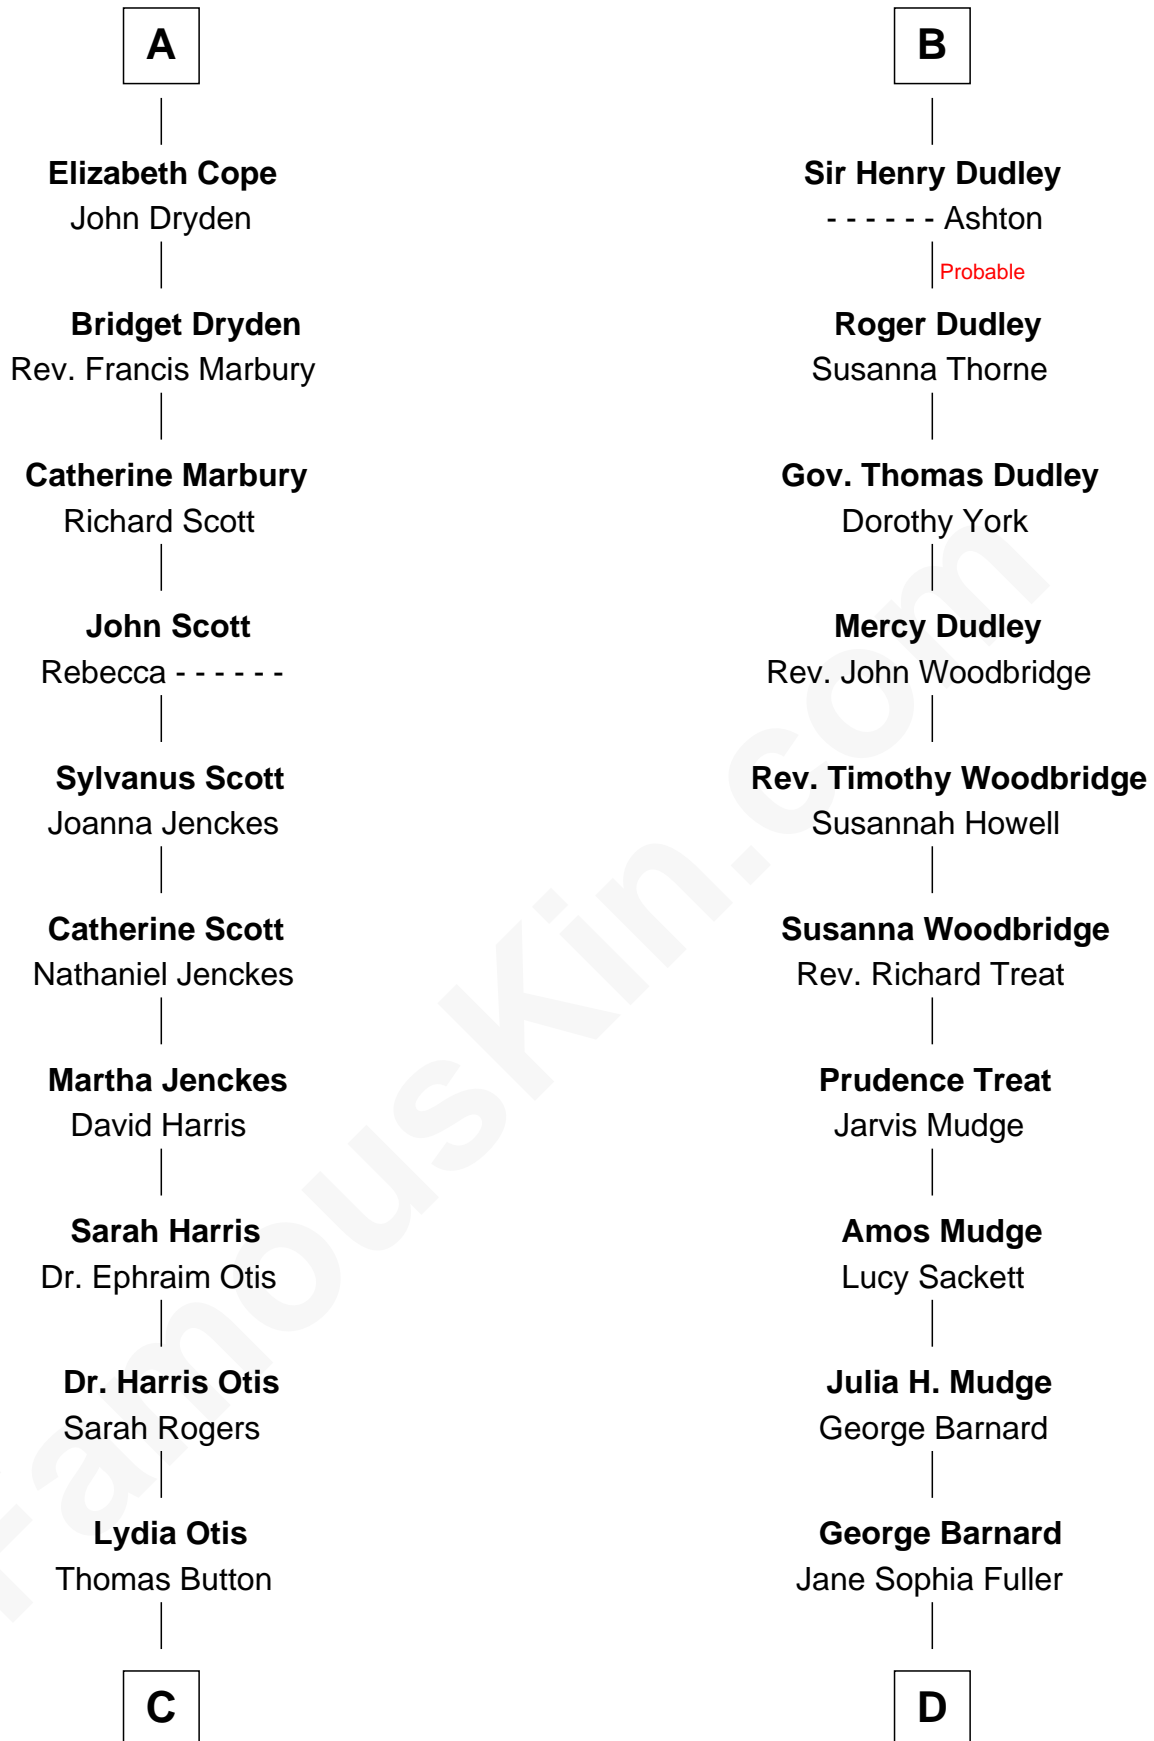 A
Elizabeth Cope
John Dryden
Bridget Dryden
Rev. Francis Marbury
Catherine Marbury
Richard Scott
John Scott
Rebecca - - - - - -
Sylvanus Scott
Joanna Jenckes
Catherine Scott
Nathaniel Jenckes
Martha Jenckes
David Harris
Sarah Harris
Dr. Ephraim Otis
Dr. Harris Otis
Sarah Rogers
Lydia Otis
Thomas Button
C
B
Sir Henry Dudley
- - - - - - Ashton
Probable
Roger Dudley
Susanna Thorne
Gov. Thomas Dudley
Dorothy York
Mercy Dudley
Rev. John Woodbridge
Rev. Timothy Woodbridge
Susannah Howell
Susanna Woodbridge
Rev. Richard Treat
Prudence Treat
Jarvis Mudge
Amos Mudge
Lucy Sackett
Julia H. Mudge
George Barnard
George Barnard
Jane Sophia Fuller
D
FamousKin.com